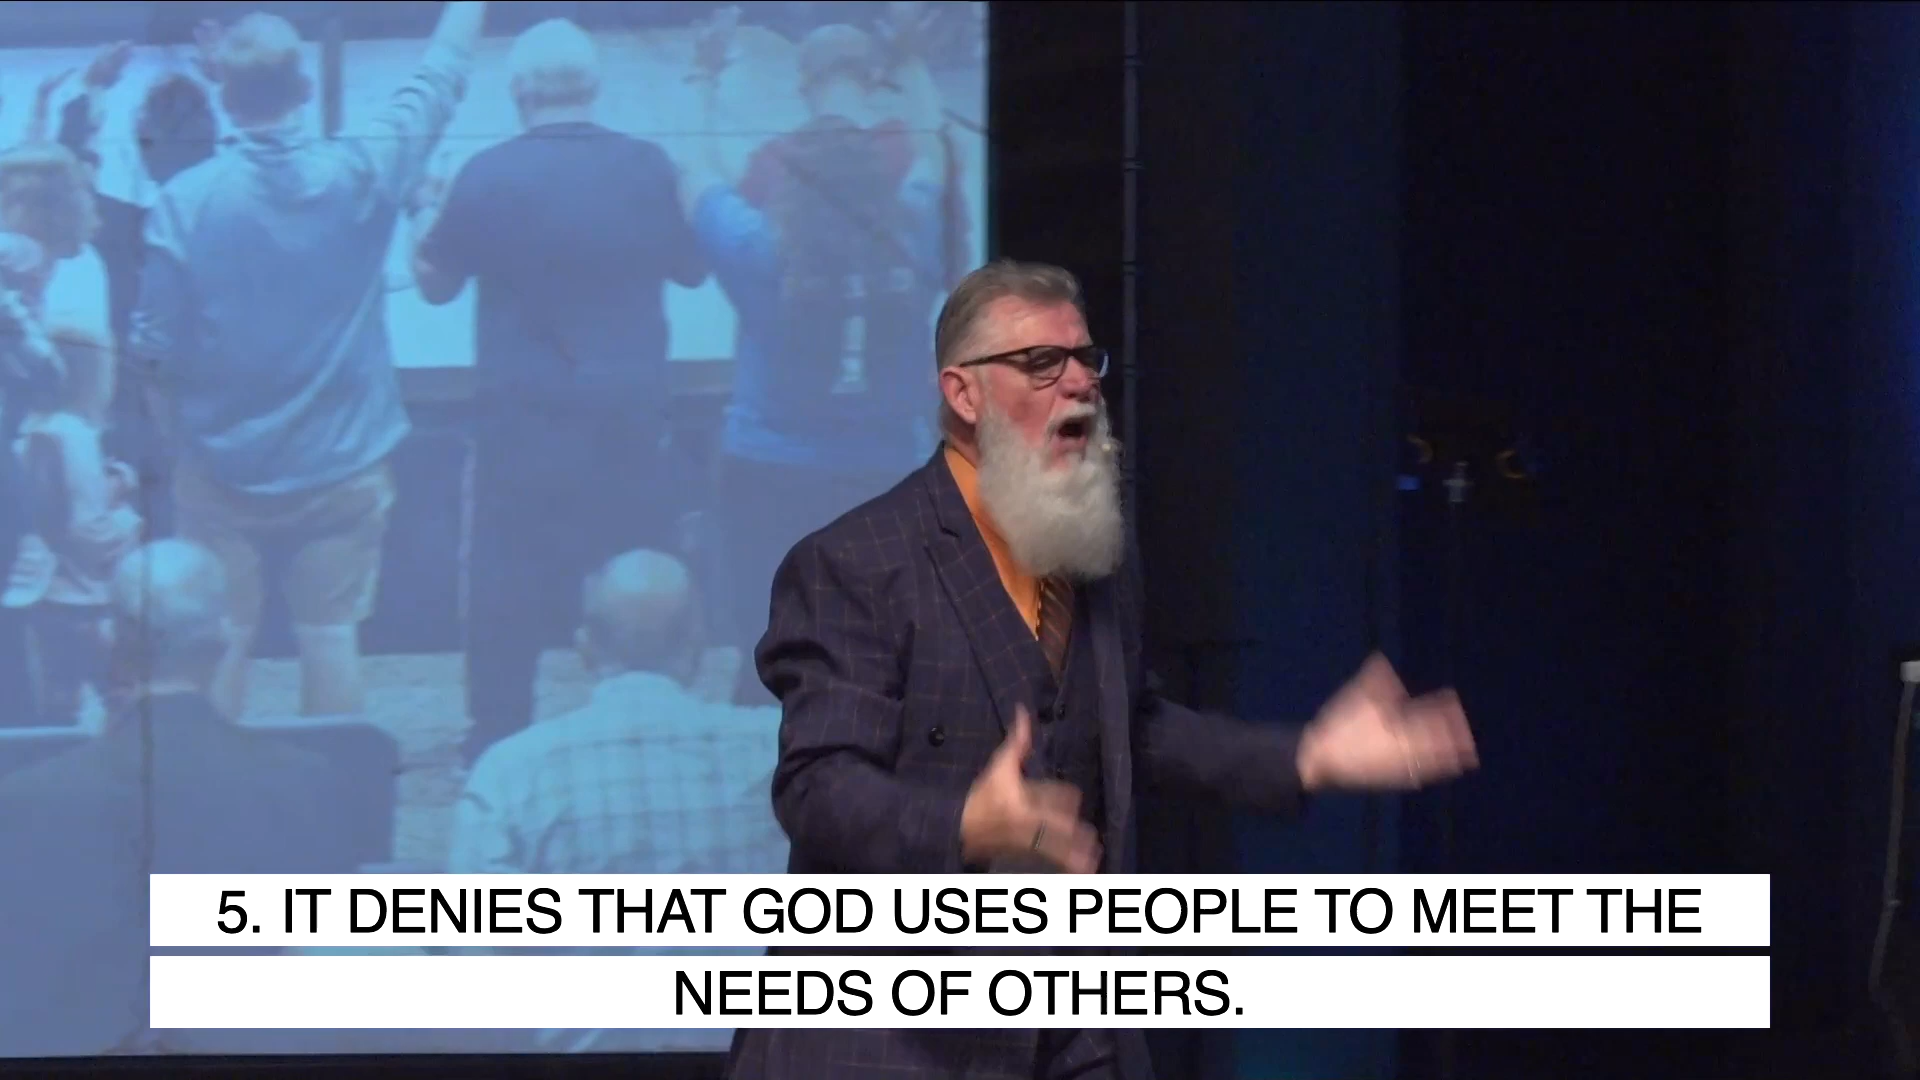 5. IT DENIES THAT GOD USES PEOPLE TO MEET THE
NEEDS OF OTHERS.